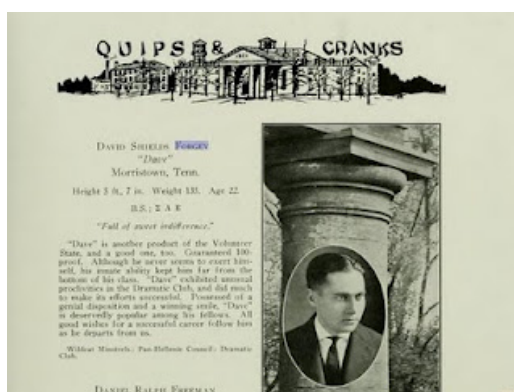 QUIPS & CRANKS
DAVID SHIELDS FORGEY
"Dave"
Morristown, Tenn.
Height 5 ft., 7 in. Weight 135. Age 22.
B.S.; Σ Α Ε
"Full of sweet indifference."
"Dave" is another product of the Volunteer
State, and a good one, too. Guaranteed 100-
proof. Although he never seems to exert him-
self, his innate ability kept him far from the
bottom of his class. "Dave" exhibited unusual
proclivities in the Dramatic Club, and did much
to make its efforts successful. Possessed of a
genial disposition and a winning smile, "Dave"
is deservedly popular among his fellows. All
good wishes for a successful career follow him
as he departs from us.
Wildcat Minstrels; Pan-Hellenic Council; Dramatic
Club.
DANIEL RALPH FREEMAN